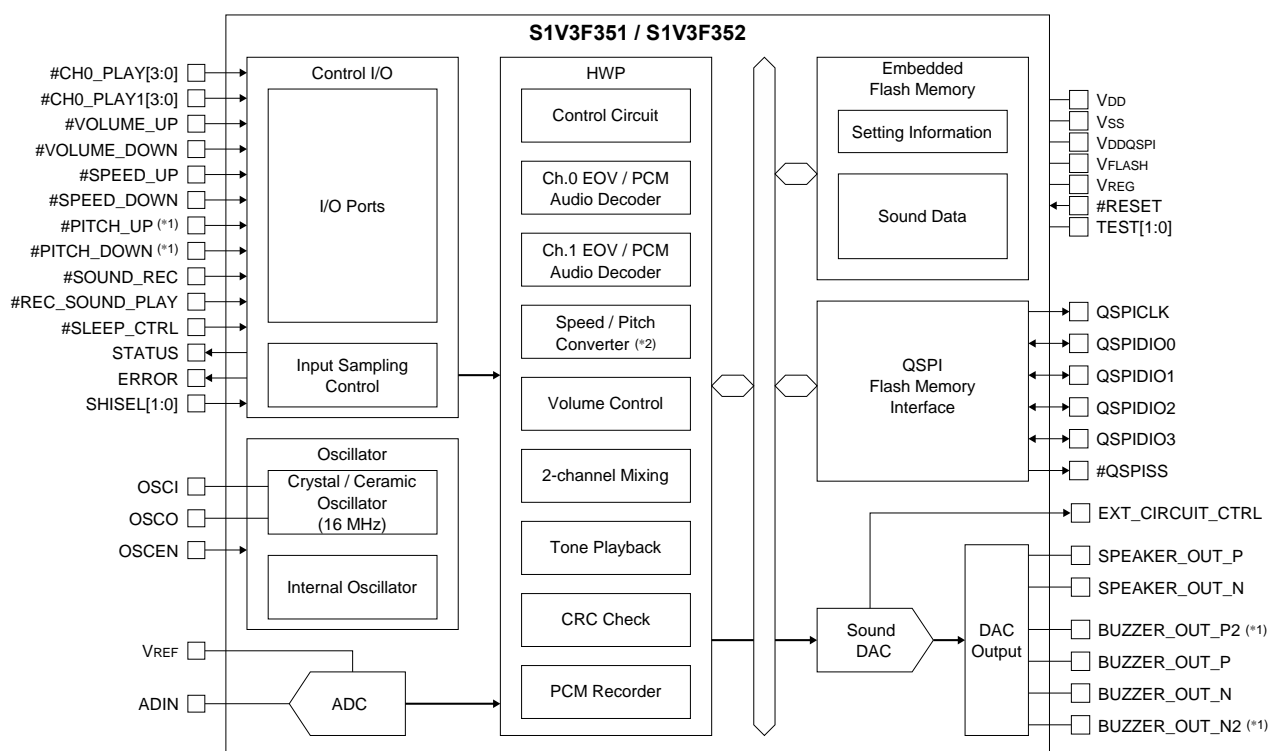 S1V3F351 / S1V3F352
#CH0_PLAY[3:0]
#CH0_PLAY1[3:0]
#VOLUME_UP
#VOLUME_DOWN
#SPEED_UP
#SPEED_DOWN
#PITCH_UP (*1)
#PITCH_DOWN (*1)
#SOUND_REC
#REC_SOUND_PLAY
#SLEEP_CTRL
STATUS
ERROR
SHISEL[1:0]
OSCI
OSCO
OSCEN
VREF
ADIN
Control I/O
I/O Ports
Input Sampling
Control
Oscillator
Crystal / Ceramic
Oscillator
(16 MHz)
Internal Oscillator
ADC
HWP
Control Circuit
Ch.0 EOV / PCM
Audio Decoder
Ch.1 EOV / PCM
Audio Decoder
Speed / Pitch
Converter (*2)
Volume Control
2-channel Mixing
Tone Playback
CRC Check
PCM Recorder
Embedded
Flash Memory
Setting Information
Sound Data
QSPI
Flash Memory
Interface
Sound
DAC
DAC
Output
VDD
VSS
VDDQSPI
VFLASH
VREG
#RESET
TEST[1:0]
QSPICLK
QSPIDIO0
QSPIDIO1
QSPIDIO2
QSPIDIO3
#QSPISS
EXT_CIRCUIT_CTRL
SPEAKER_OUT_P
SPEAKER_OUT_N
BUZZER_OUT_P2 (*1)
BUZZER_OUT_P
BUZZER_OUT_N
BUZZER_OUT_N2 (*1)